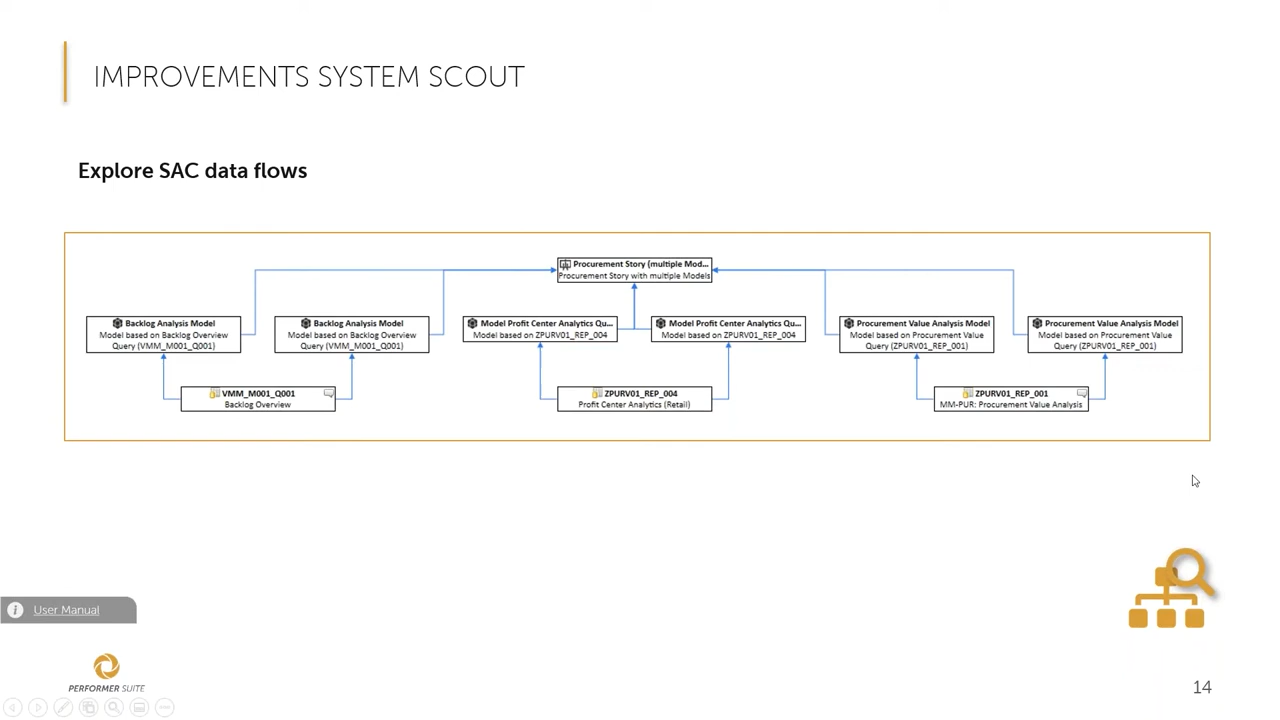 IMPROVEMENTS SYSTEM SCOUT
Explore SAC data flows
Procurement Story (multiple Mod...
Procurement Story with multiple Models
Backlog Analysis Model
Model based on Backlog Overview
Query (VMM_M001_Q001)
Backlog Analysis Model
Model based on Backlog Overview
Query (VMM_M001_Q001)
Model Profit Center Analytics Qu...
Model based on ZPURV01_REP_004
Model Profit Center Analytics Qu...
Model based on ZPURV01_REP_004
Procurement Value Analysis Model
Model based on Procurement Value
Query (ZPURV01_REP_001)
Procurement Value Analysis Model
Model based on Procurement Value
Query (ZPURV01_REP_001)
VMM_M001_Q001
Backlog Overview
ZPURV01_REP_004
Profit Center Analytics (Retail)
ZPURV01_REP_001
MM-PUR: Procurement Value Analysis
User Manual
PERFORMER SUITE
14